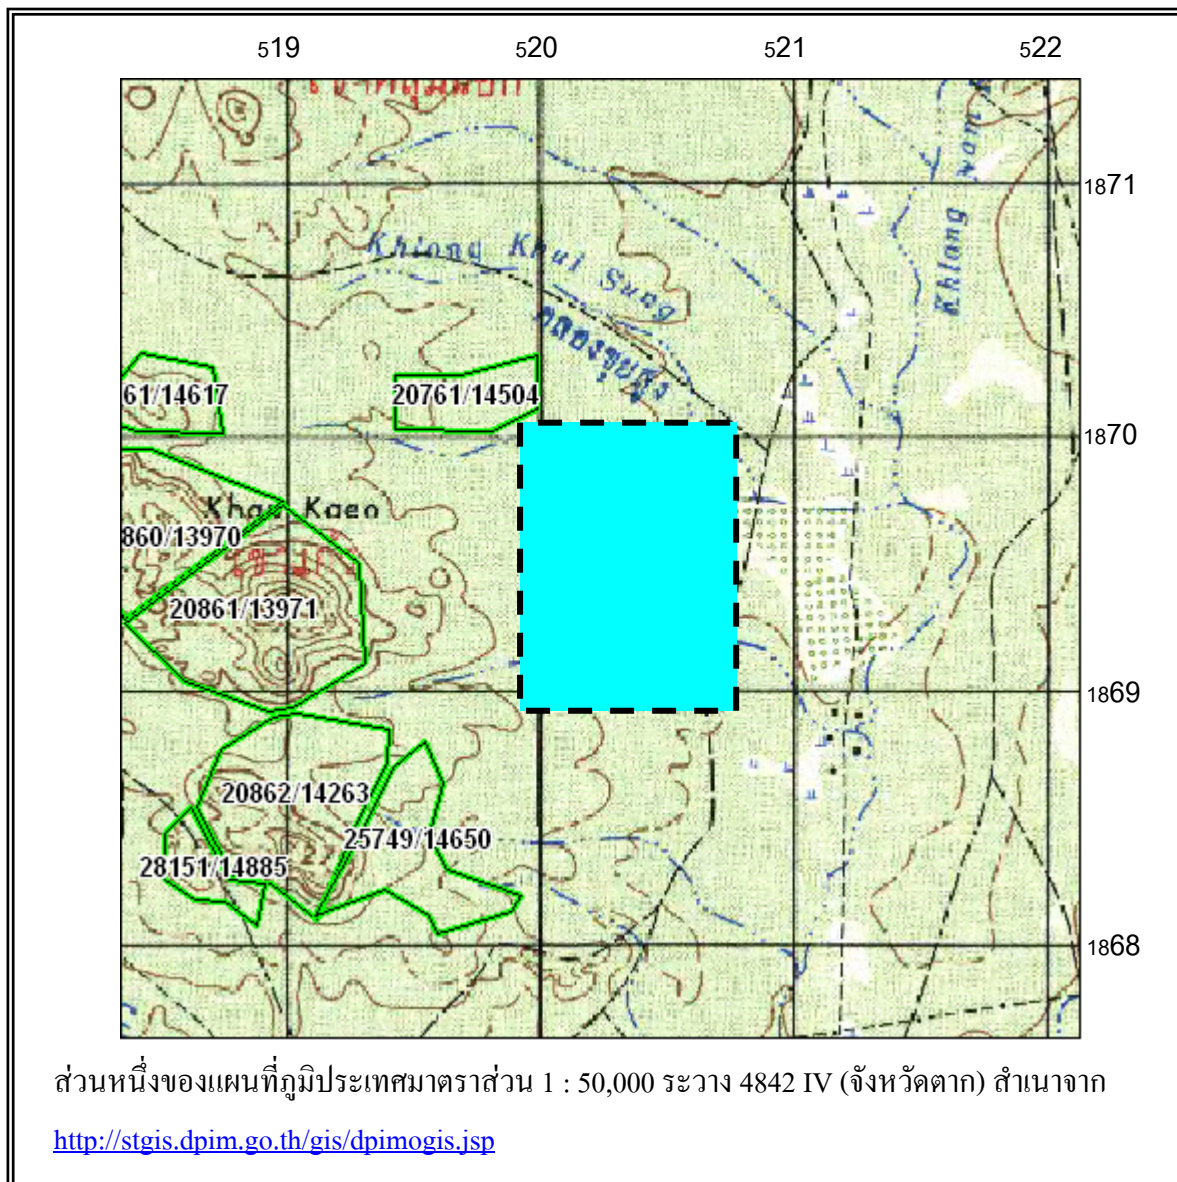 519 520 521 522
1871
Khlong Khui Sung
คลองขุยสูง
Khlang Wang
61/14617
20761/14504
1870
Khao Kaeo
860/13970
20861/13971
1869
20862/14263
25749/14650
28151/14885
1868
ส่วนหนึ่งของแผนที่ภูมิประเทศมาตราส่วน 1 : 50,000 ระวาง 4842 IV (จังหวัดตาก) สำเนาจาก
http://stgis.dpim.go.th/gis/dpimogis.jsp